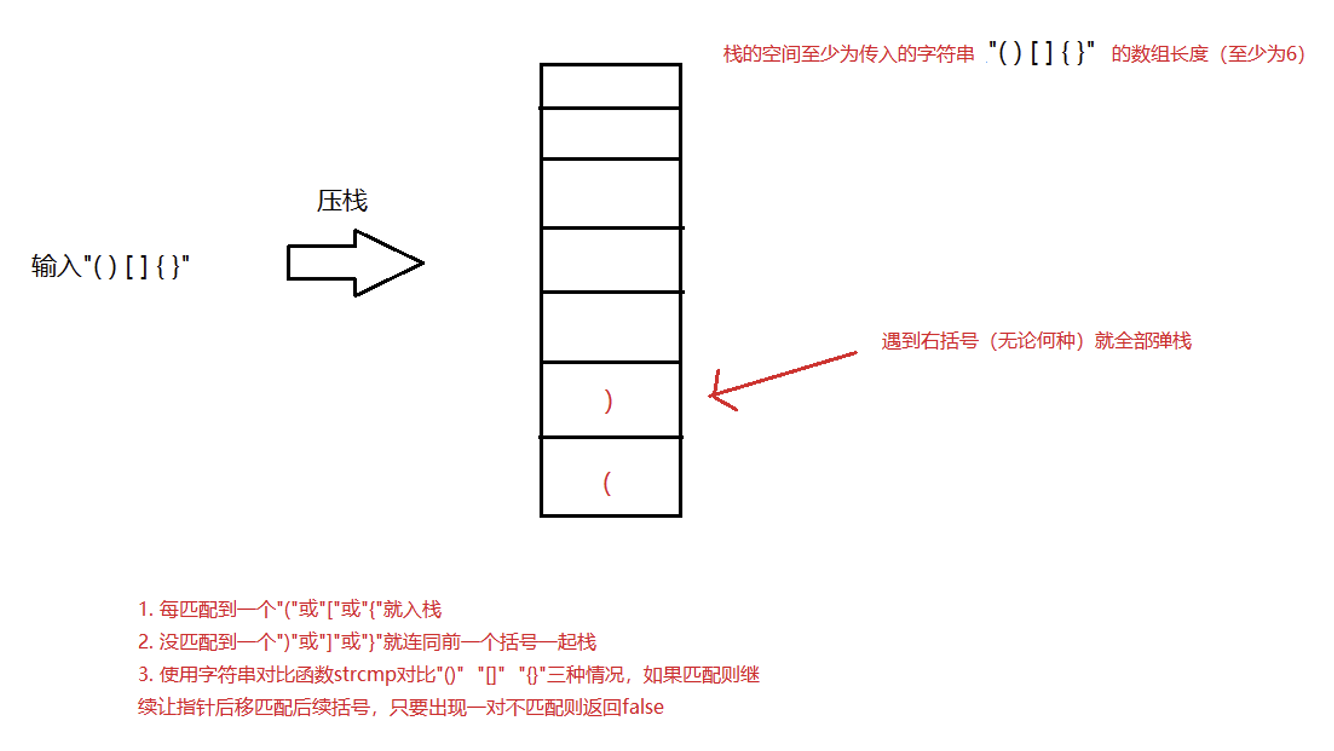 栈的空间至少为传入的字符串 "( ) [ ] { }" 的数组长度（至少为6）
压栈
输入"( ) [ ] { }"
遇到右括号（无论何种）就全部弹栈
)
(
1. 每匹配到一个"("或"["或"{"就入栈
2. 没匹配到一个")"或"]"或"}"就连同前一个括号一起栈
3. 使用字符串对比函数strcmp对比"()" "[]" "{}"三种情况，如果匹配则继
续让指针后移匹配后续括号，只要出现一对不匹配则返回false